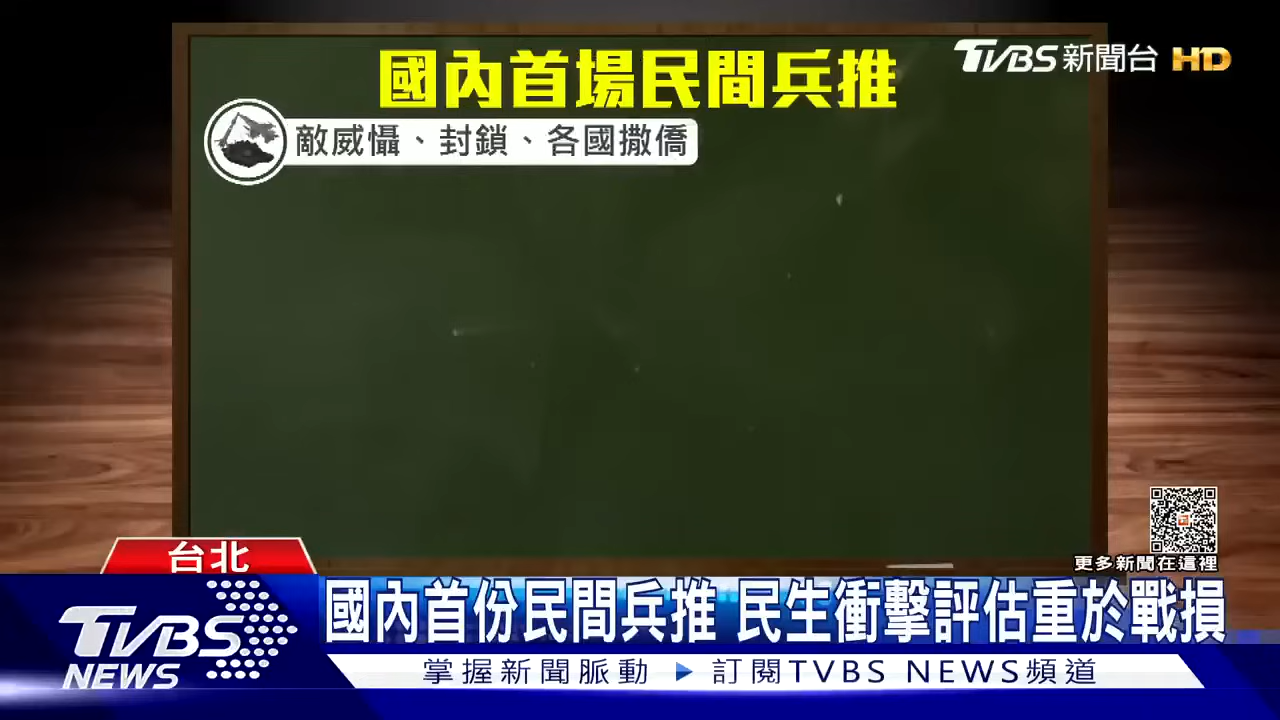 國內首場民間兵推
TVBS新聞台 HD
敵威懾、封鎖、各國撒僑
更多新聞在這裡
台北
國內首份民間兵推 民生衝擊評估重於戰損
TVBS NEWS
掌握新聞脈動 ▶ 訂閱TVBS NEWS頻道